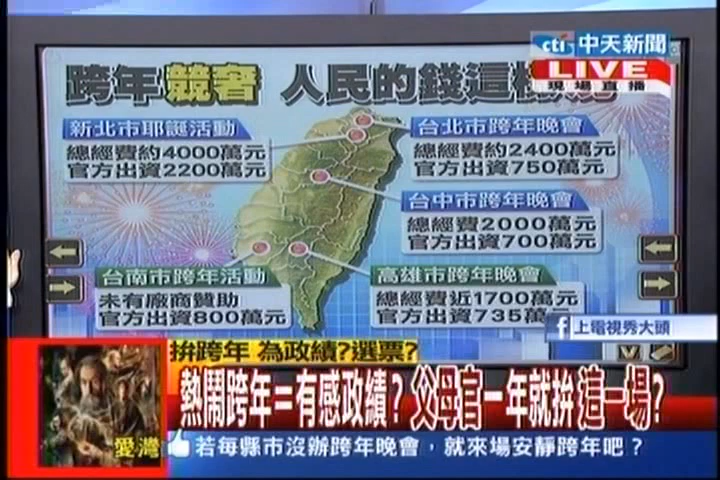 cti 中天新聞
LIVE
現場直播
跨年競奢 人民的錢這樣
新北市耶誕活動
總經費約4000萬元
官方出資2200萬元
台北市跨年晚會
總經費約2400萬元
官方出資750萬元
台中市跨年晚會
總經費2000萬元
官方出資700萬元
台南市跨年活動
未有廠商贊助
官方出資800萬元
高雄市跨年晚會
總經費近1700萬元
官方出資735萬元
f 上電視秀大頭
拚跨年 為政績?選票?
熱鬧跨年=有感政績? 父母官一年就拚這一場?
愛灣
若每縣市沒辦跨年晚會，就來場安靜跨年吧？